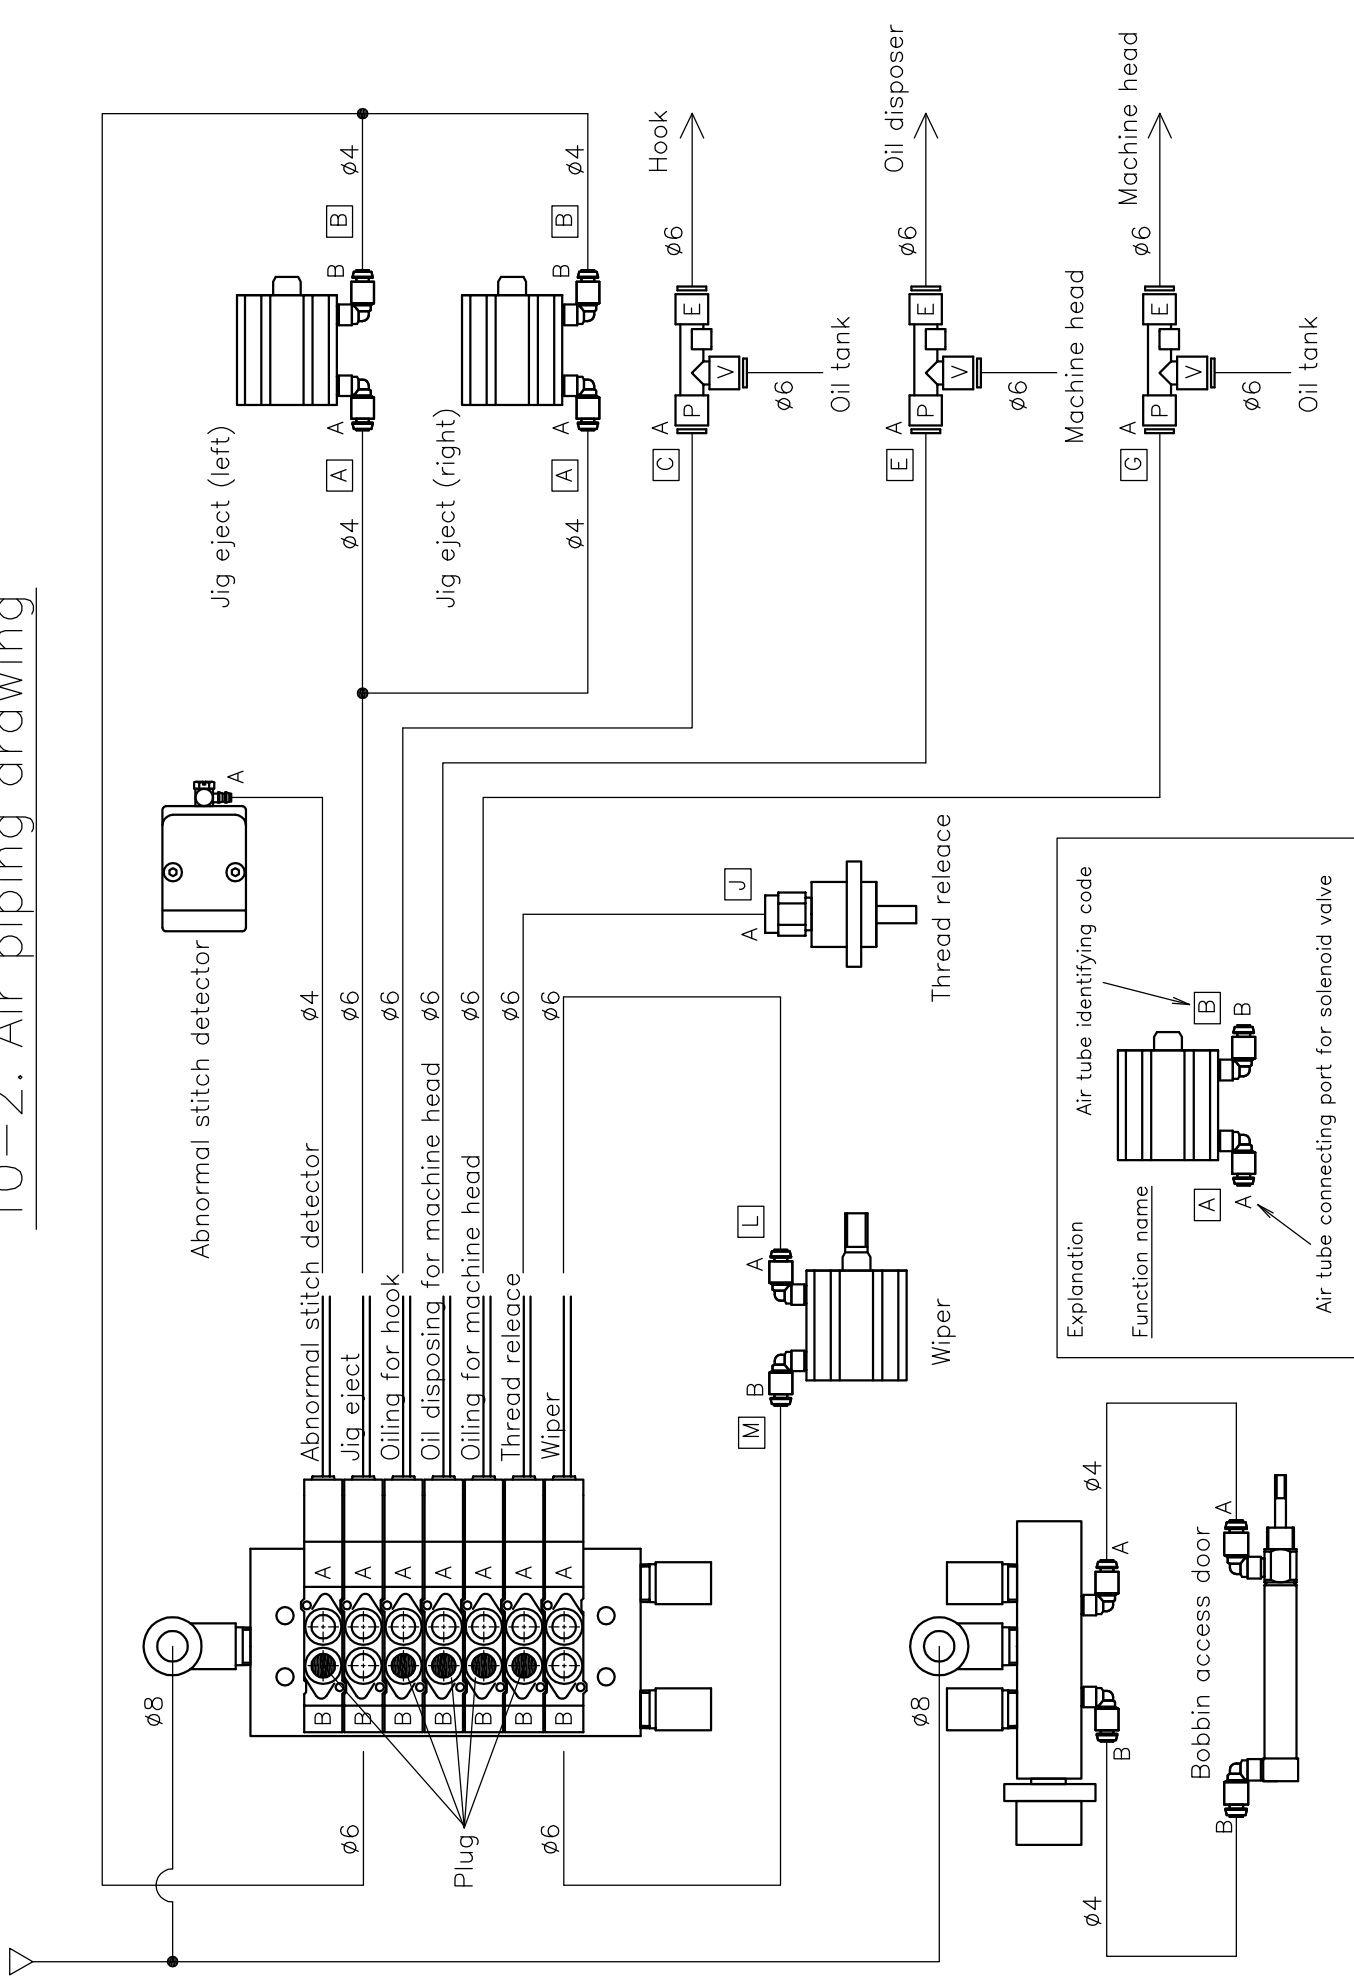 10-2. Air piping drawing
Abnormal stitch detector
A
Jig eject (left)
A
A
B
B
ø4
ø4
Jig eject (right)
A
A
B
B
ø4
ø4
C
A
P
E
V
ø6
Hook
ø6
Oil tank
E
A
P
E
V
ø6
Oil disposer
ø6
Machine head
G
A
P
E
V
ø6
Machine head
ø6
Oil tank
ø8
ø6
ø6
Plug
B
A
Abnormal stitch detector
ø4
B
A
Jig eject
ø6
B
A
Oiling for hook
ø6
B
A
Oil disposing for machine head
ø6
B
A
Oiling for machine head
ø6
B
A
Thread releace
ø6
B
A
Wiper
ø6
J
A
Thread releace
M
B
L
A
Wiper
ø8
B
A
ø4
ø4
Bobbin access door
B
A
Explanation
Function name
Air tube identifying code
A
A
B
B
Air tube connecting port for solenoid valve